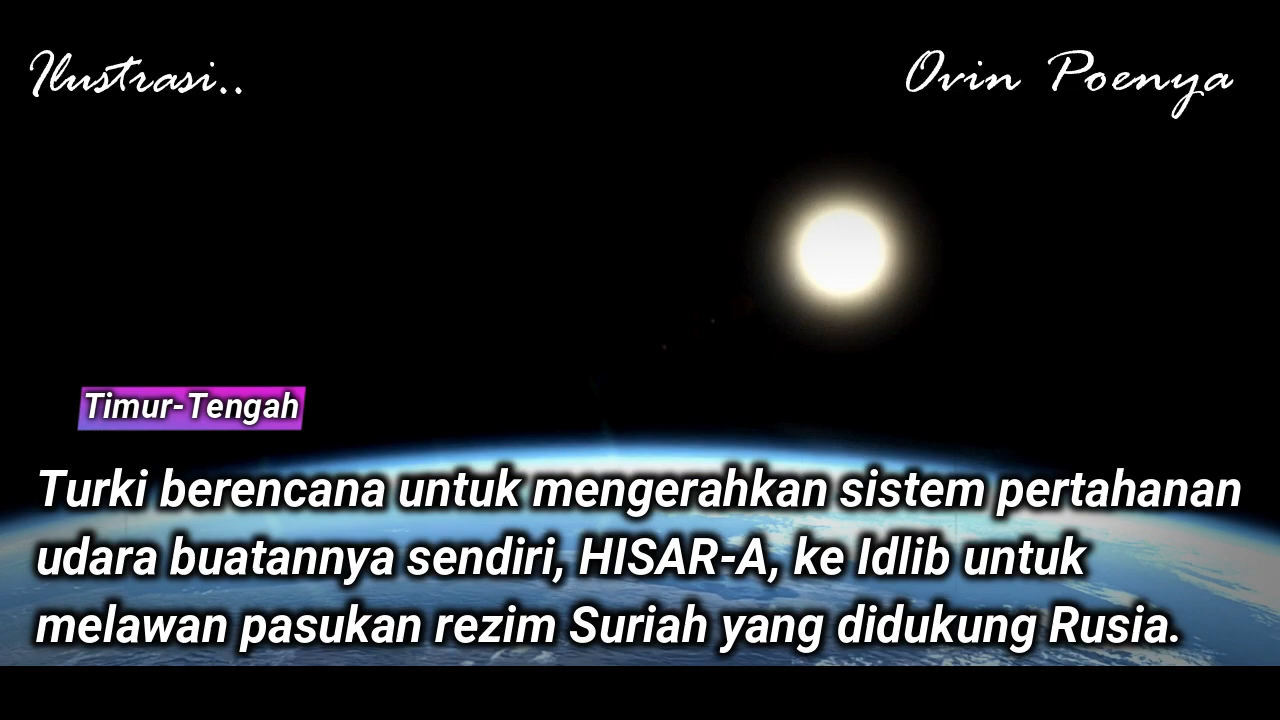 Ilustrasi..
Ovin Poenya
Timur-Tengah
Turki berencana untuk mengerahkan sistem pertahanan
udara buatannya sendiri, HISAR-A, ke Idlib untuk
melawan pasukan rezim Suriah yang didukung Rusia.